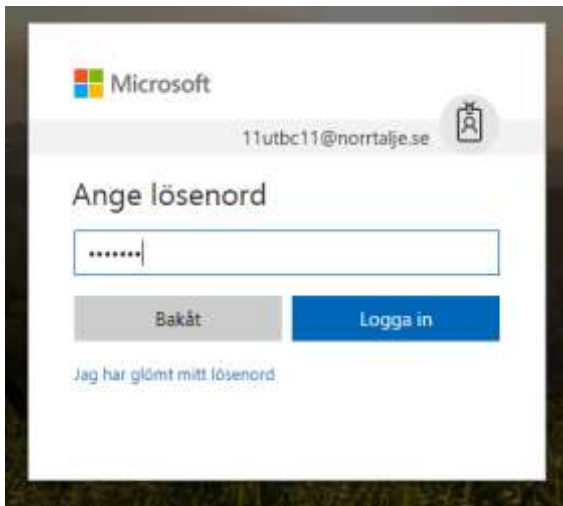 Microsoft
11utbc11@norrtalje.se
Ange lösenord
•••••••
Bakåt
Logga in
Jag har glömt mitt lösenord